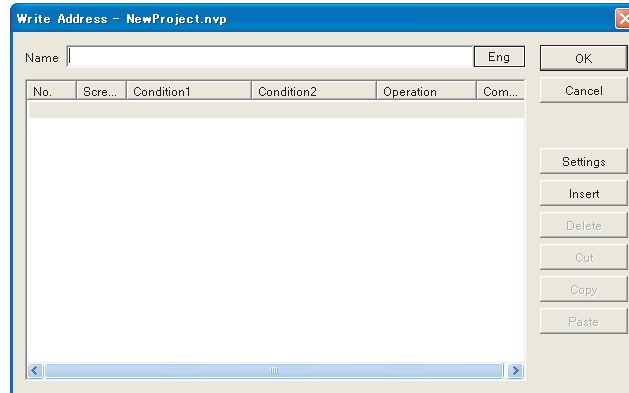 Write Address - NewProject.nvp
Name Eng OK
No. Scre... Condition1 Condition2 Operation Com... Cancel
Settings
Insert
Delete
Cut
Copy
Paste